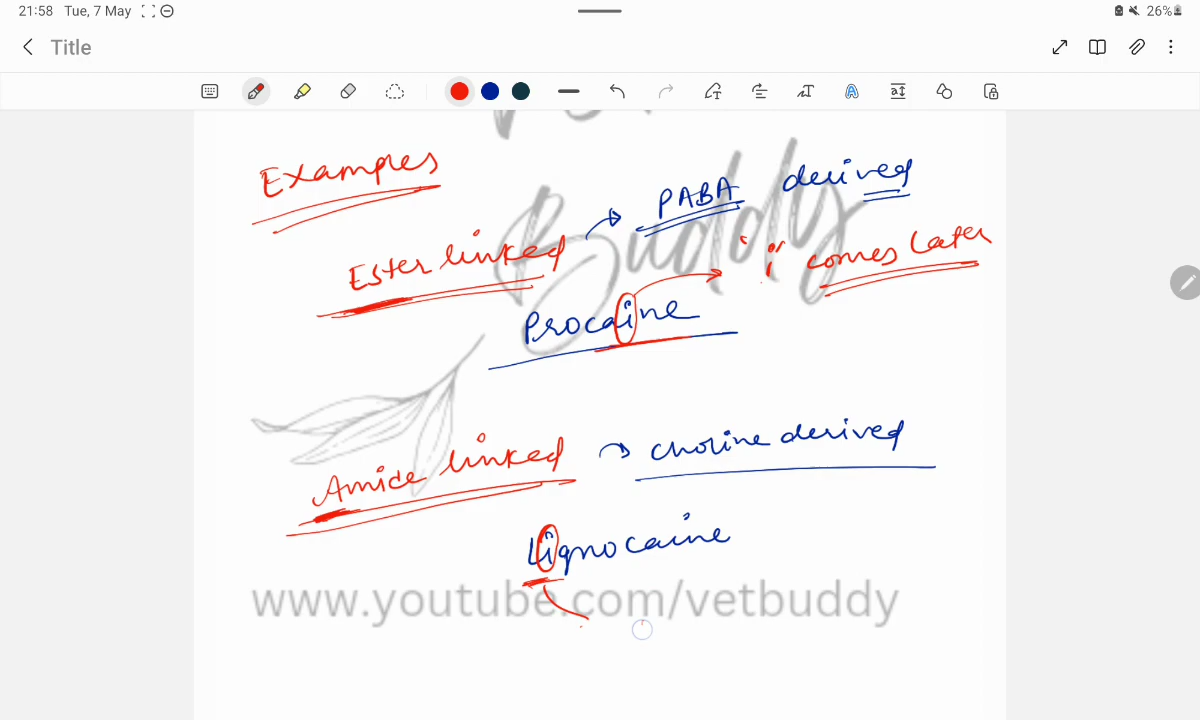 21:58 Tue, 7 May 26%
Title
Examples
Buddy
PABA derived
Ester linked
"i" comes later
Procaine
Amide linked
choline derived
Lignocaine
www.youtube.com/vetbuddy